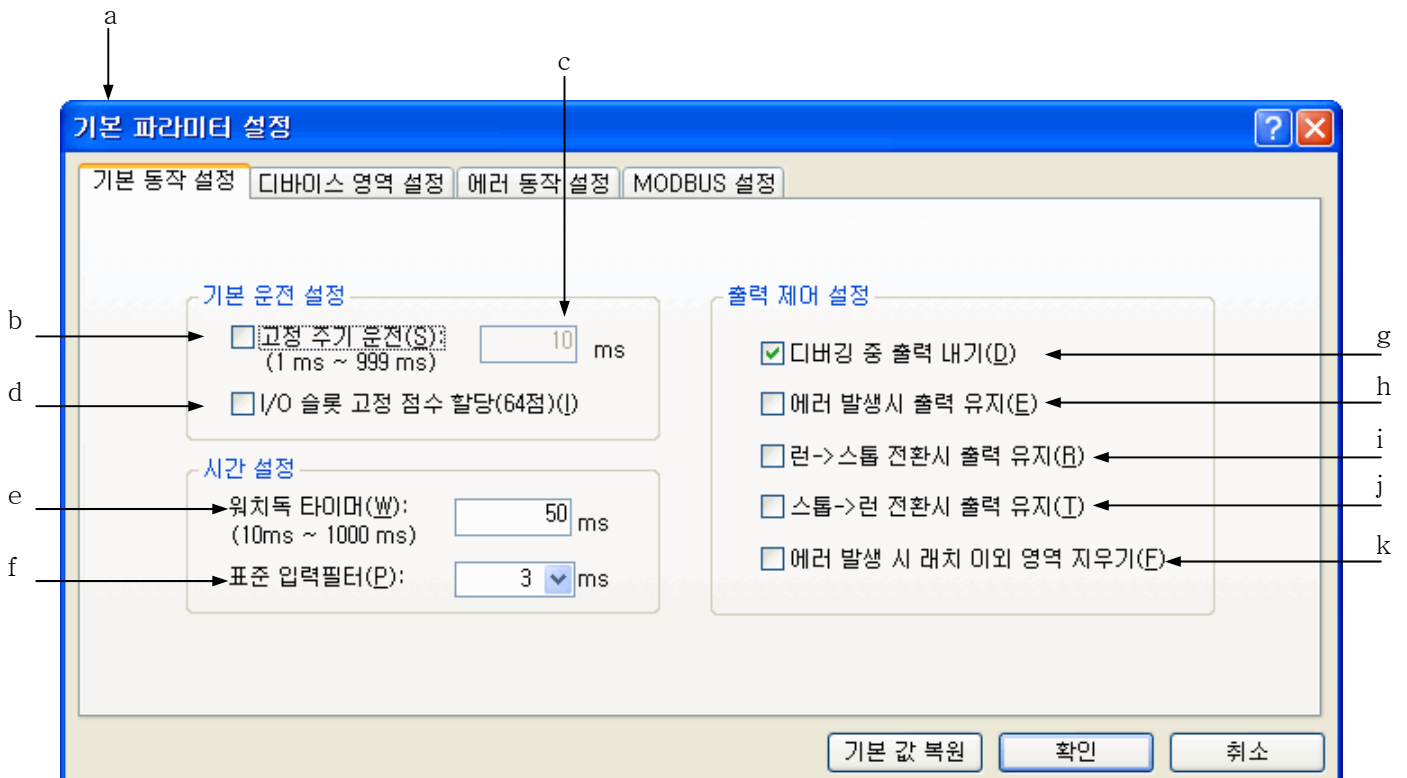 a
c
기본 파라미터 설정
기본 동작 설정 디바이스 영역 설정 에러 동작 설정 MODBUS 설정
기본 운전 설정
b
고정 주기 운전(S): 10 ms
(1 ms ~ 999 ms)
d
I/O 슬롯 고정 점수 할당(64점)(I)
시간 설정
e
워치독 타이머(W): 50 ms
(10ms ~ 1000 ms)
f
표준 입력필터(P): 3 ms
출력 제어 설정
디버깅 중 출력 내기(D)
g
에러 발생시 출력 유지(E)
h
런->스톱 전환시 출력 유지(R)
i
스톱->런 전환시 출력 유지(T)
j
에러 발생 시 래치 이외 영역 지우기(F)
k
기본 값 복원 확인 취소